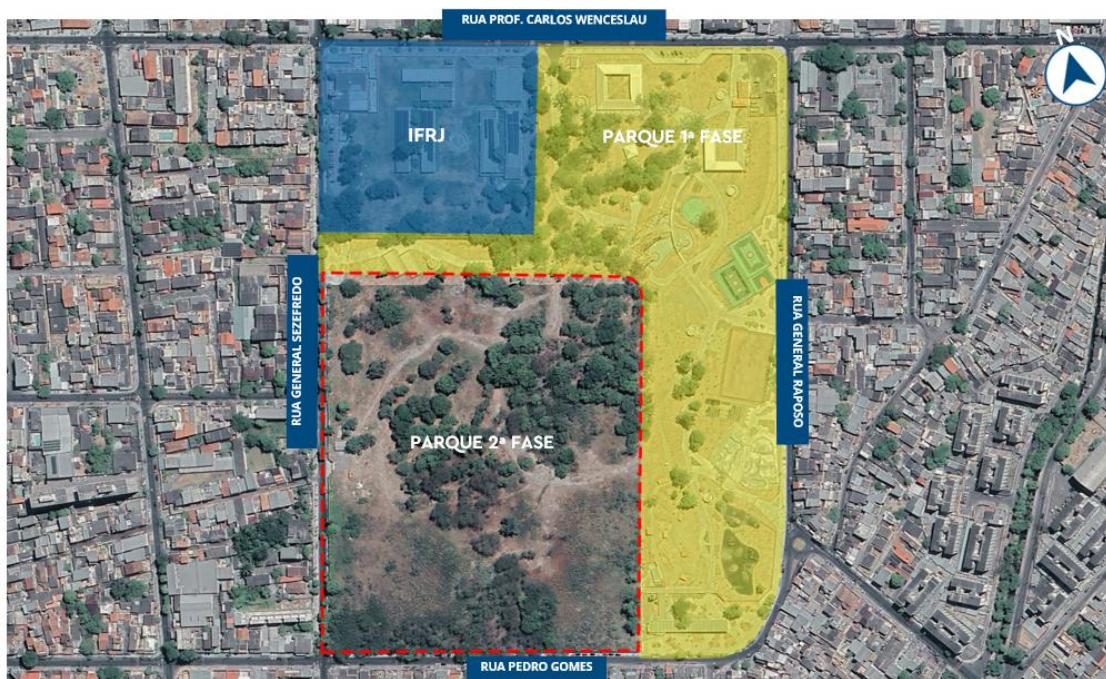 RUA PROF. CARLOS WENCESLAU
N
IFRJ
PARQUE 1ª FASE
RUA GENERAL SEZEFREDO
RUA GENERAL RAPOSO
PARQUE 2ª FASE
RUA PEDRO GOMES